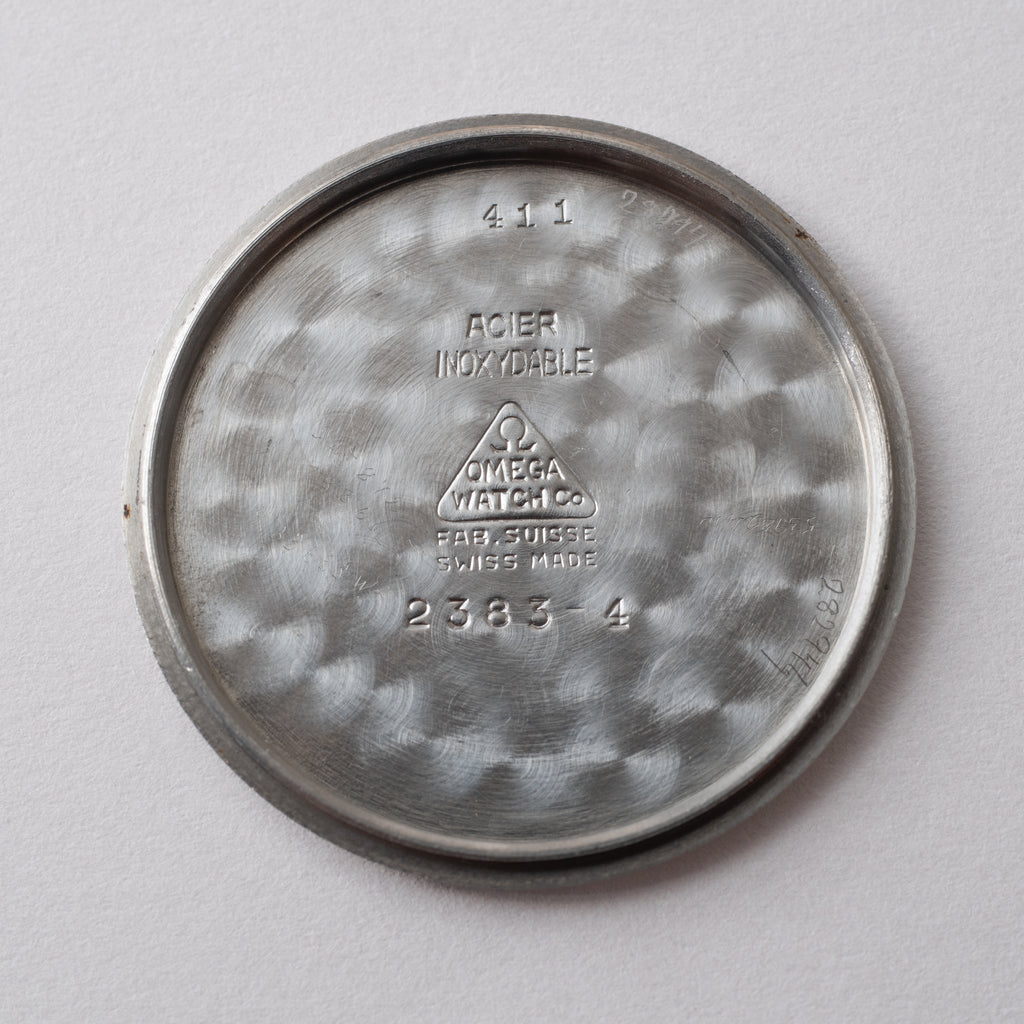 411
ACIER
INOXYDABLE
Ω
OMEGA
WATCH Co
FAB. SUISSE
SWISS MADE
2383-4